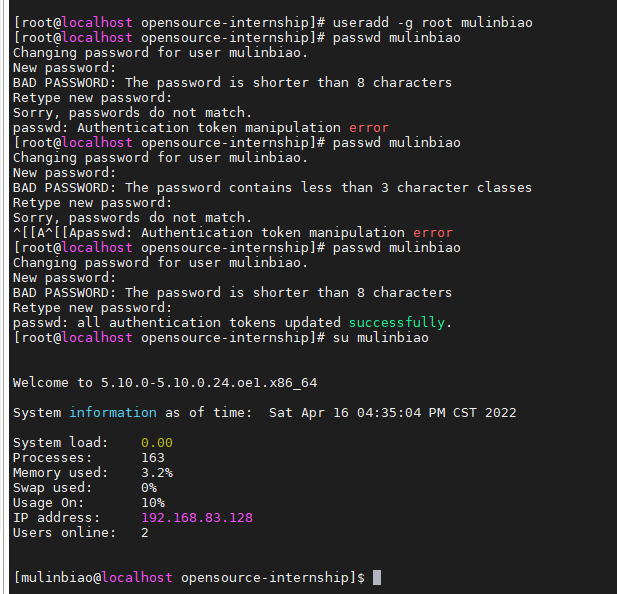 [root@localhost opensource-internship]# useradd -g root mulinbiao
[root@localhost opensource-internship]# passwd mulinbiao
Changing password for user mulinbiao.
New password:
BAD PASSWORD: The password is shorter than 8 characters
Retype new password:
Sorry, passwords do not match.
passwd: Authentication token manipulation error
[root@localhost opensource-internship]# passwd mulinbiao
Changing password for user mulinbiao.
New password:
BAD PASSWORD: The password contains less than 3 character classes
Retype new password:
Sorry, passwords do not match.
^[[A^[[Apasswd: Authentication token manipulation error
[root@localhost opensource-internship]# passwd mulinbiao
Changing password for user mulinbiao.
New password:
BAD PASSWORD: The password is shorter than 8 characters
Retype new password:
passwd: all authentication tokens updated successfully.
[root@localhost opensource-internship]# su mulinbiao
Welcome to 5.10.0-5.10.0.24.oe1.x86_64
System information as of time:  Sat Apr 16 04:35:04 PM CST 2022
System load:    0.00
Processes:      163
Memory used:    3.2%
Swap used:      0%
Usage On:       10%
IP address:     192.168.83.128
Users online:   2
[mulinbiao@localhost opensource-internship]$